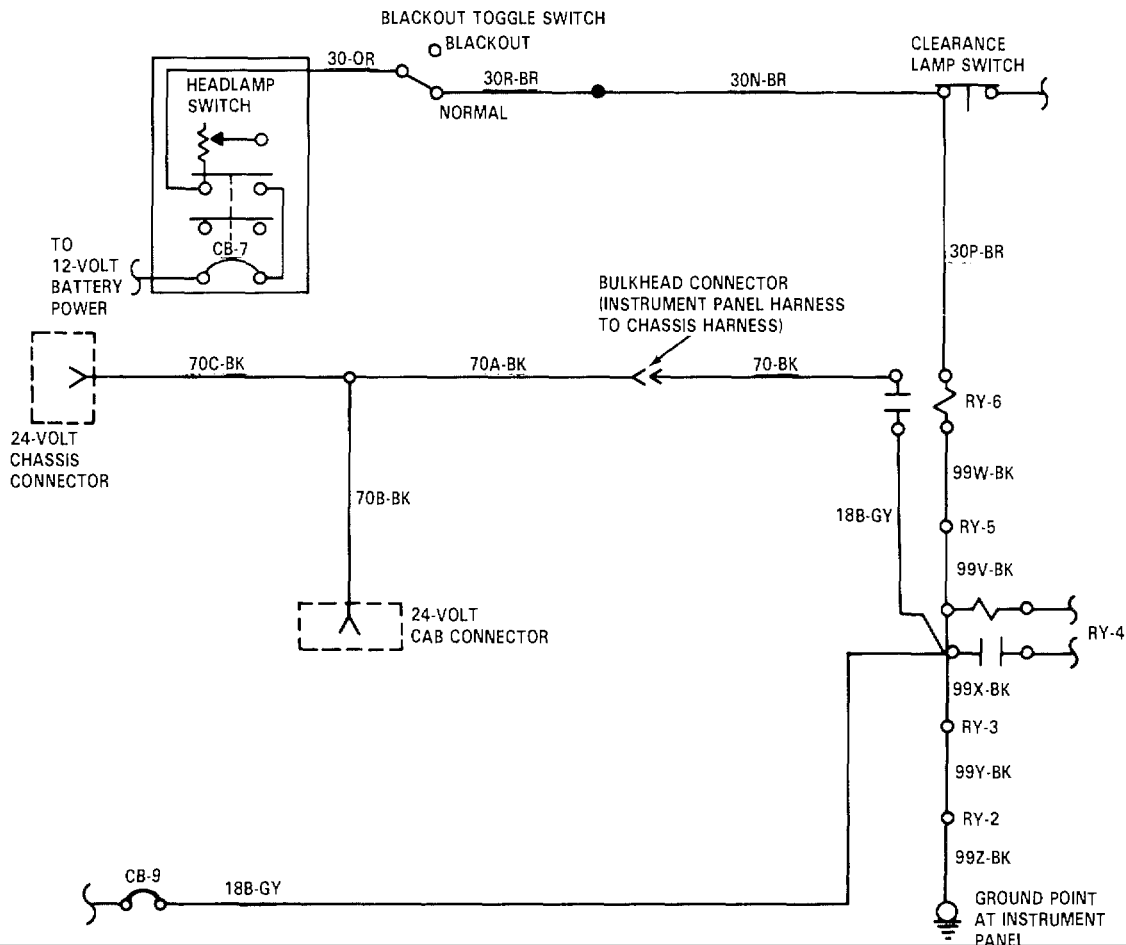 BLACKOUT TOGGLE SWITCH
BLACKOUT
CLEARANCE
LAMP SWITCH
30-OR
30R-BR
30N-BR
HEADLAMP
SWITCH
NORMAL
CB-7
TO
12-VOLT
BATTERY
POWER
30P-BR
BULKHEAD CONNECTOR
(INSTRUMENT PANEL HARNESS
TO CHASSIS HARNESS)
70C-BK
70A-BK
70-BK
RY-6
24-VOLT
CHASSIS
CONNECTOR
99W-BK
70B-BK
18B-GY
RY-5
99V-BK
24-VOLT
CAB CONNECTOR
RY-4
99X-BK
RY-3
99Y-BK
RY-2
99Z-BK
CB-9
18B-GY
GROUND POINT
AT INSTRUMENT
PANEL